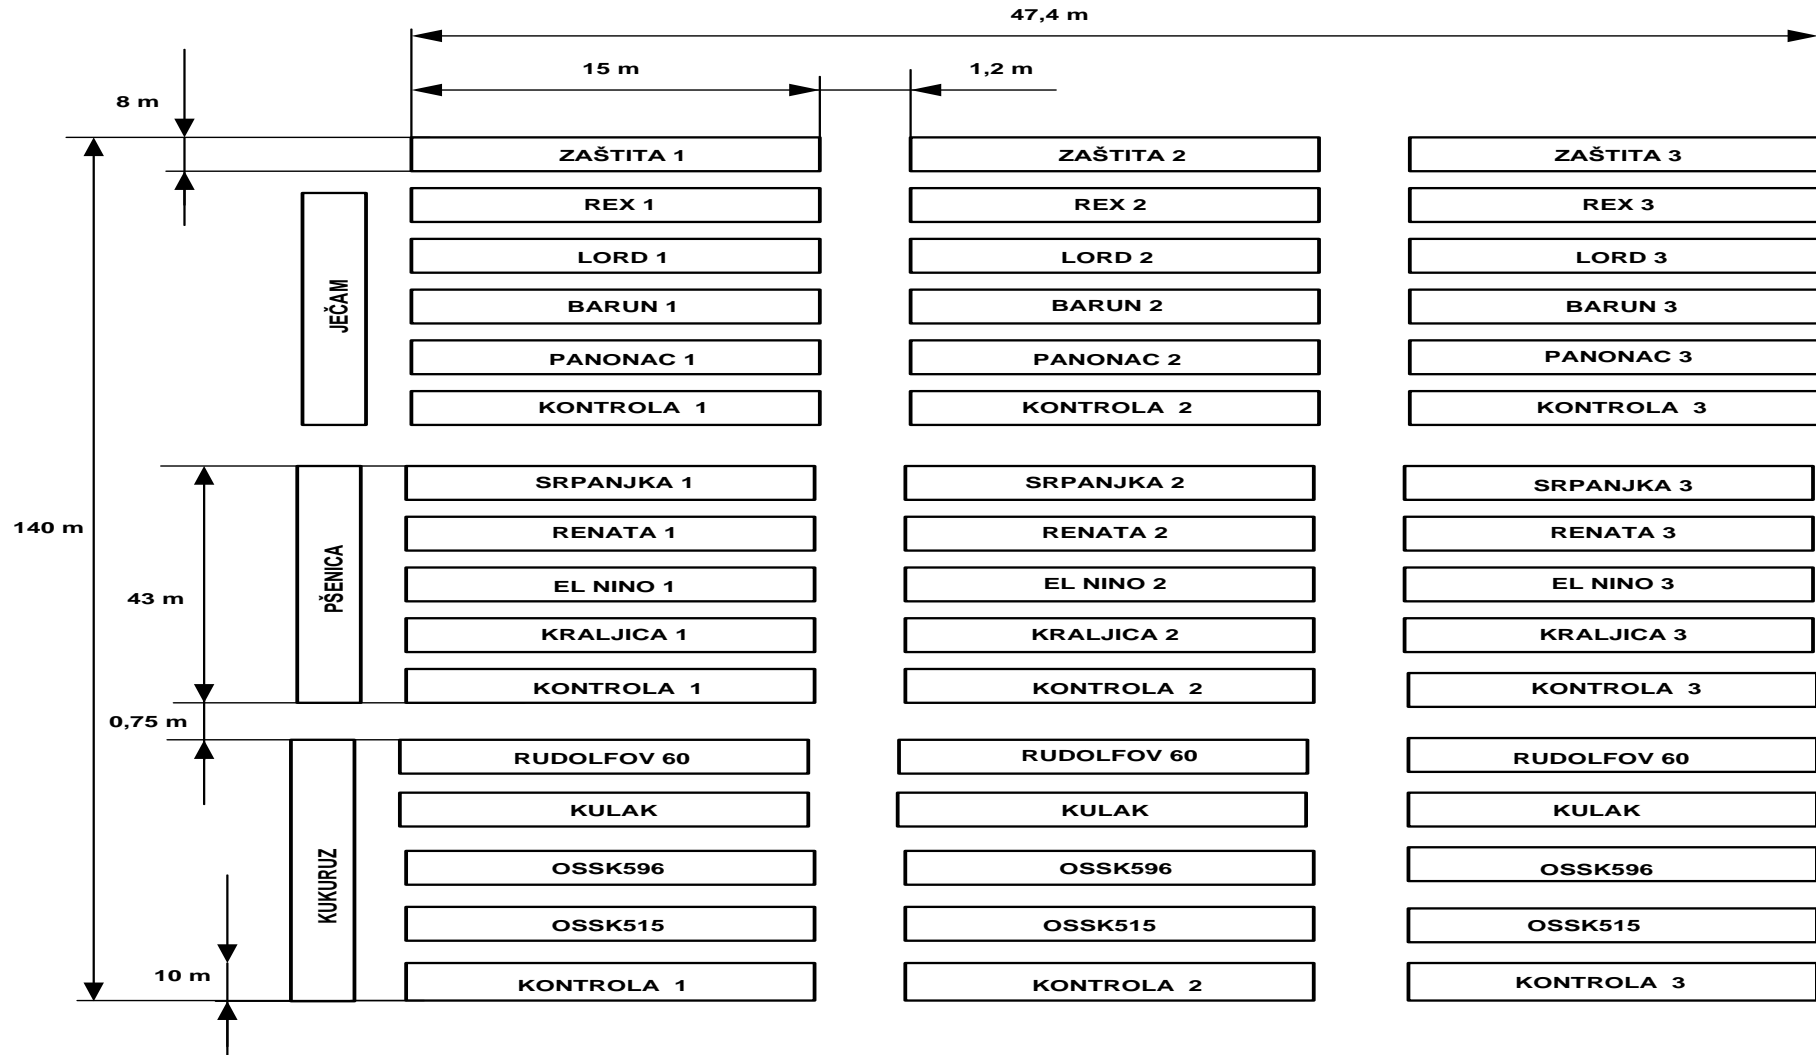 47,4 m
15 m
1,2 m
8 m
ZAŠTITA 1
ZAŠTITA 2
ZAŠTITA 3
REX 1
REX 2
REX 3
LORD 1
LORD 2
LORD 3
JEČAM
BARUN 1
BARUN 2
BARUN 3
PANONAC 1
PANONAC 2
PANONAC 3
KONTROLA 1
KONTROLA 2
KONTROLA 3
SRPANJKA 1
SRPANJKA 2
SRPANJKA 3
140 m
RENATA 1
RENATA 2
RENATA 3
PŠENICA
43 m
EL NINO 1
EL NINO 2
EL NINO 3
KRALJICA 1
KRALJICA 2
KRALJICA 3
KONTROLA 1
KONTROLA 2
KONTROLA 3
0,75 m
RUDOLFOV 60
RUDOLFOV 60
RUDOLFOV 60
KULAK
KULAK
KULAK
KUKURUZ
OSSK596
OSSK596
OSSK596
OSSK515
OSSK515
OSSK515
10 m
KONTROLA 1
KONTROLA 2
KONTROLA 3